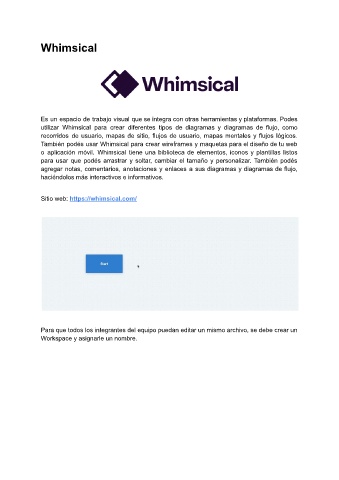 Whimsical
Whimsical
Es un espacio de trabajo visual que se integra con otras herramientas y plataformas. Podes
utilizar Whimsical para crear diferentes tipos de diagramas y diagramas de flujo, como
recorridos de usuario, mapas de sitio, flujos de usuario, mapas mentales y flujos lógicos.
También podés usar Whimsical para crear wireframes y maquetas para el diseño de tu web
o aplicación móvil. Whimsical tiene una biblioteca de elementos, íconos y plantillas listos
para usar que podés arrastrar y soltar, cambiar el tamaño y personalizar. También podés
agregar notas, comentarios, anotaciones y enlaces a sus diagramas y diagramas de flujo,
haciéndolos más interactivos o informativos.
Sitio web: https://whimsical.com/
Start
Para que todos los integrantes del equipo puedan editar un mismo archivo, se debe crear un
Workspace y asignarle un nombre.